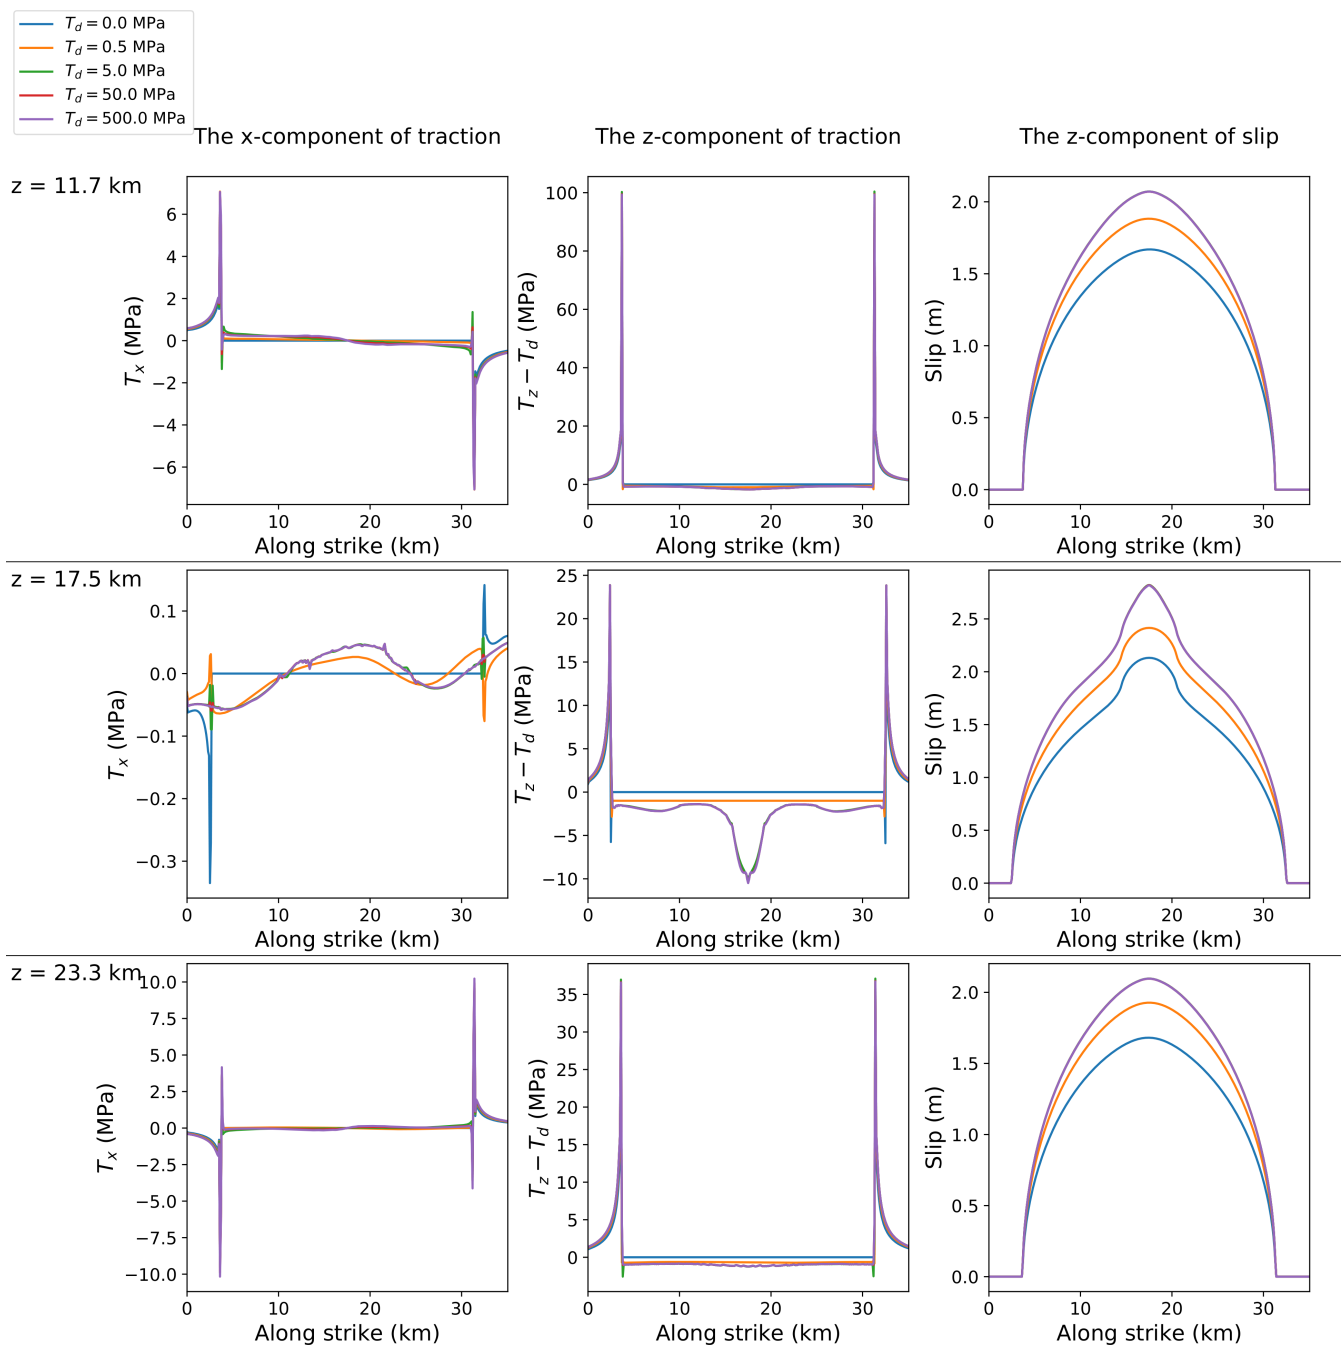 T_d = 0.0 MPa
T_d = 0.5 MPa
T_d = 5.0 MPa
T_d = 50.0 MPa
T_d = 500.0 MPa
The x-component of traction
The z-component of traction
The z-component of slip
z = 11.7 km
6
4
2
0
−2
−4
−6
T_x (MPa)
0 10 20 30
Along strike (km)
100
80
60
40
20
0
T_z − T_d (MPa)
0 10 20 30
Along strike (km)
2.0
1.5
1.0
0.5
0.0
Slip (m)
0 10 20 30
Along strike (km)
z = 17.5 km
0.1
0.0
−0.1
−0.2
−0.3
T_x (MPa)
0 10 20 30
Along strike (km)
25
20
15
10
5
0
−5
−10
T_z − T_d (MPa)
0 10 20 30
Along strike (km)
2.5
2.0
1.5
1.0
0.5
0.0
Slip (m)
0 10 20 30
Along strike (km)
z = 23.3 km
10.0
7.5
5.0
2.5
0.0
−2.5
−5.0
−7.5
−10.0
T_x (MPa)
0 10 20 30
Along strike (km)
35
30
25
20
15
10
5
0
T_z − T_d (MPa)
0 10 20 30
Along strike (km)
2.0
1.5
1.0
0.5
0.0
Slip (m)
0 10 20 30
Along strike (km)